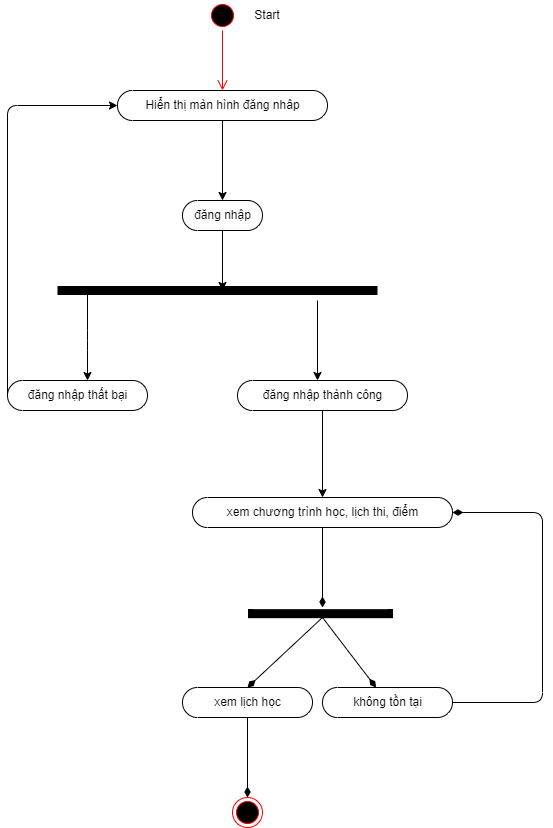 Start
Hiển thị màn hình đăng nhâp
đăng nhập
đăng nhập thất bại
đăng nhập thành công
xem chương trình học, lịch thi, điểm
xem lịch học
không tồn tại